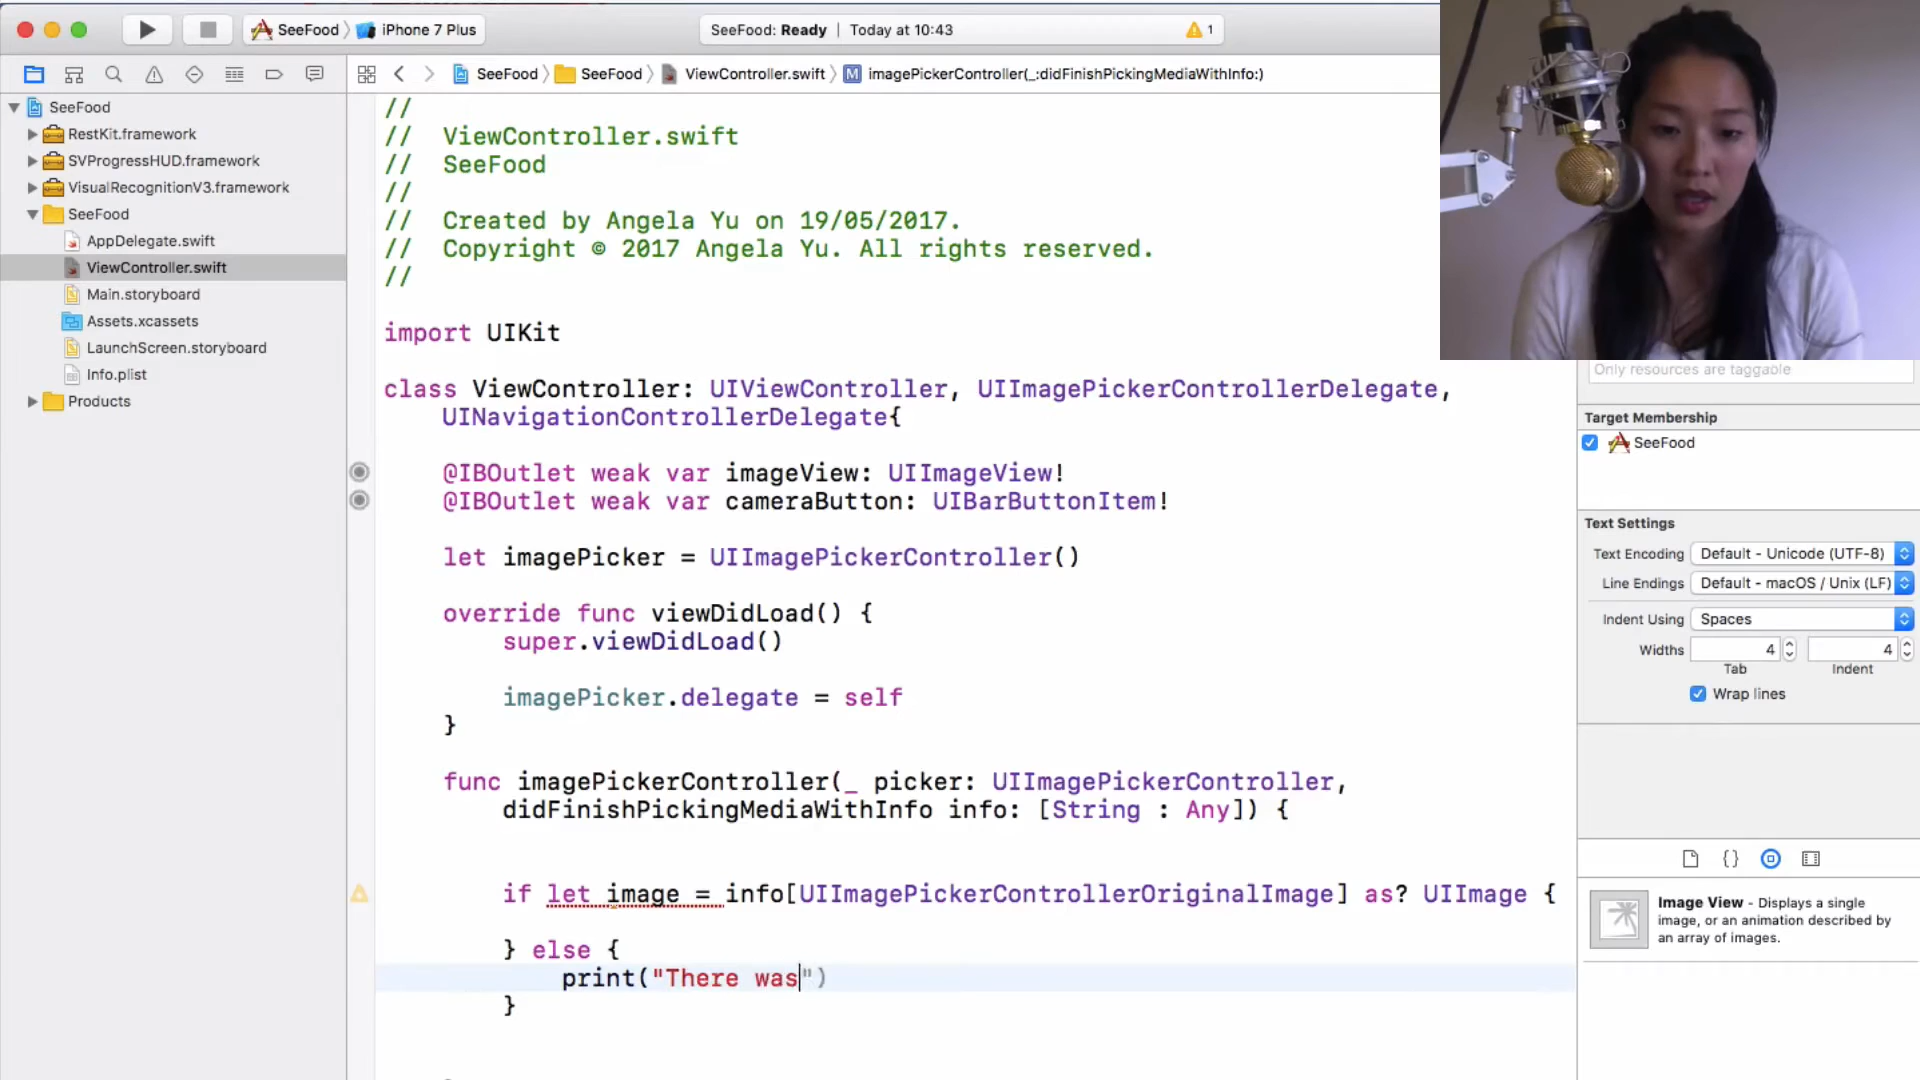 SeeFood
iPhone 7 Plus
SeeFood: Ready | Today at 10:43
1
SeeFood
SeeFood
ViewController.swift
M
imagePickerController(_:didFinishPickingMediaWithInfo:)
SeeFood
RestKit.framework
SVProgressHUD.framework
VisualRecognitionV3.framework
SeeFood
AppDelegate.swift
ViewController.swift
Main.storyboard
Assets.xcassets
LaunchScreen.storyboard
Info.plist
Products
//
// ViewController.swift
// SeeFood
//
// Created by Angela Yu on 19/05/2017.
// Copyright © 2017 Angela Yu. All rights reserved.
//
import UIKit
class ViewController: UIViewController, UIImagePickerControllerDelegate,
UINavigationControllerDelegate{
@IBOutlet weak var imageView: UIImageView!
@IBOutlet weak var cameraButton: UIBarButtonItem!
let imagePicker = UIImagePickerController()
override func viewDidLoad() {
super.viewDidLoad()
imagePicker.delegate = self
}
func imagePickerController(_ picker: UIImagePickerController,
didFinishPickingMediaWithInfo info: [String : Any]) {
if let image = info[UIImagePickerControllerOriginalImage] as? UIImage {
} else {
print("There was")
}
Only resources are taggable
Target Membership
SeeFood
Text Settings
Text Encoding Default - Unicode (UTF-8)
Line Endings Default - macOS / Unix (LF)
Indent Using Spaces
Widths 4 4
Tab Indent
Wrap lines
{}
Image View - Displays a single
image, or an animation described by
an array of images.